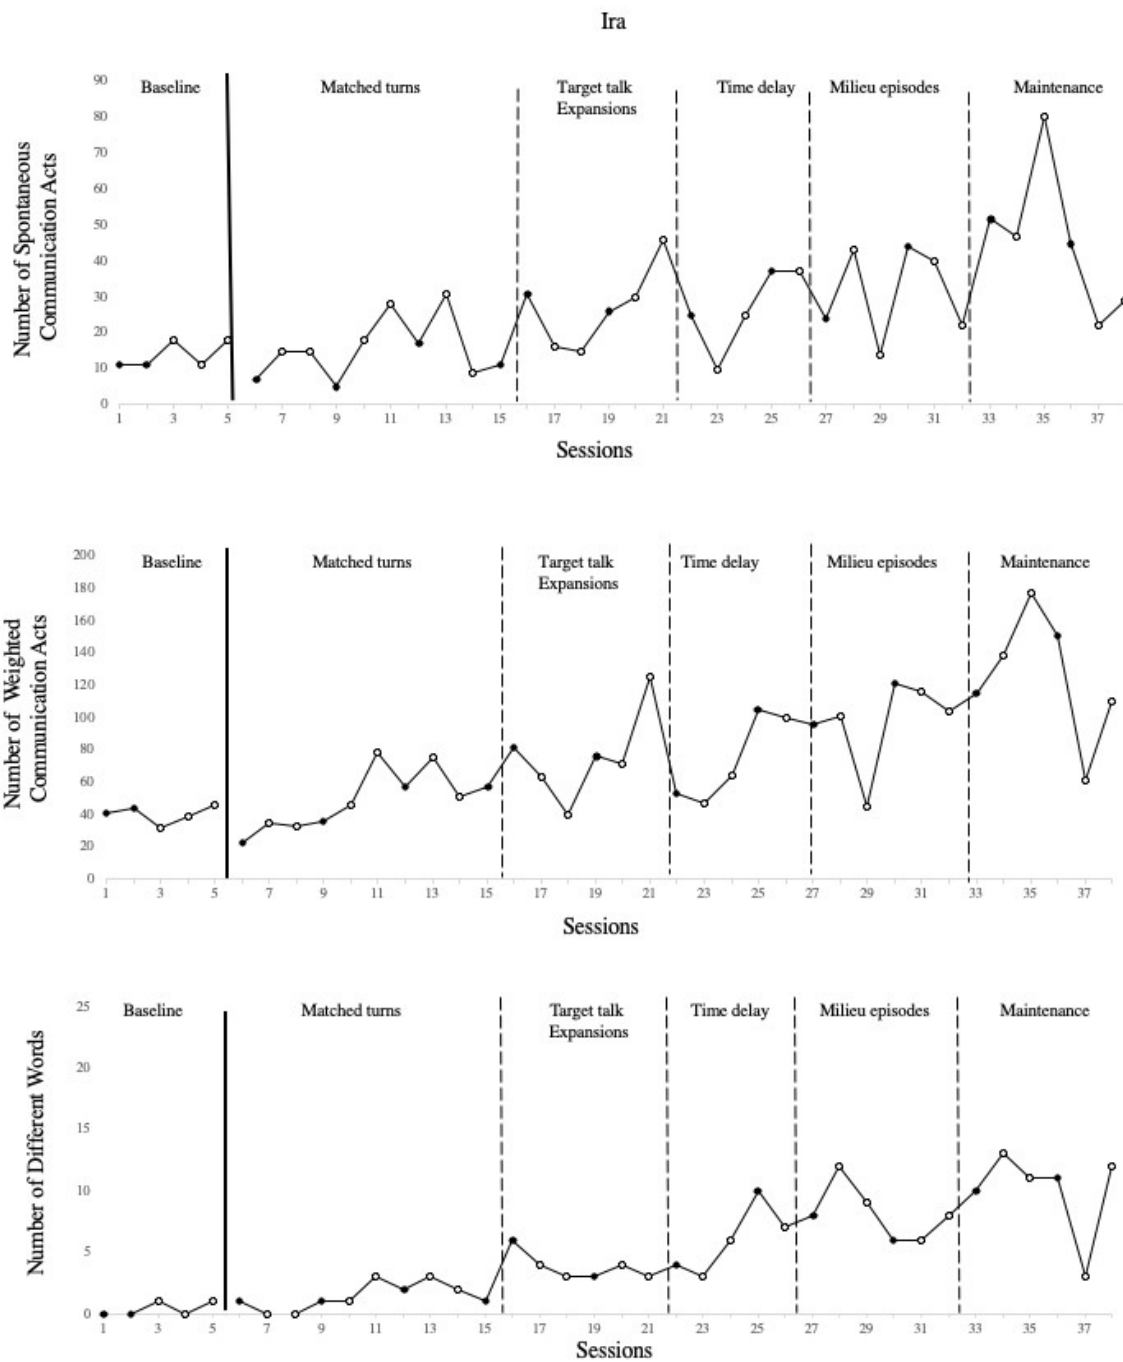 Ira
Number of Spontaneous
Communication Acts
90
80
70
60
50
40
30
20
10
0
Baseline
Matched turns
Target talk
Expansions
Time delay
Milieu episodes
Maintenance
1 3 5 7 9 11 13 15 17 19 21 23 25 27 29 31 33 35 37
Sessions
Number of Weighted
Communication Acts
200
180
160
140
120
100
80
60
40
20
0
Baseline
Matched turns
Target talk
Expansions
Time delay
Milieu episodes
Maintenance
1 3 5 7 9 11 13 15 17 19 21 23 25 27 29 31 33 35 37
Sessions
Number of Different Words
25
20
15
10
5
0
Baseline
Matched turns
Target talk
Expansions
Time delay
Milieu episodes
Maintenance
1 3 5 7 9 11 13 15 17 19 21 23 25 27 29 31 33 35 37
Sessions